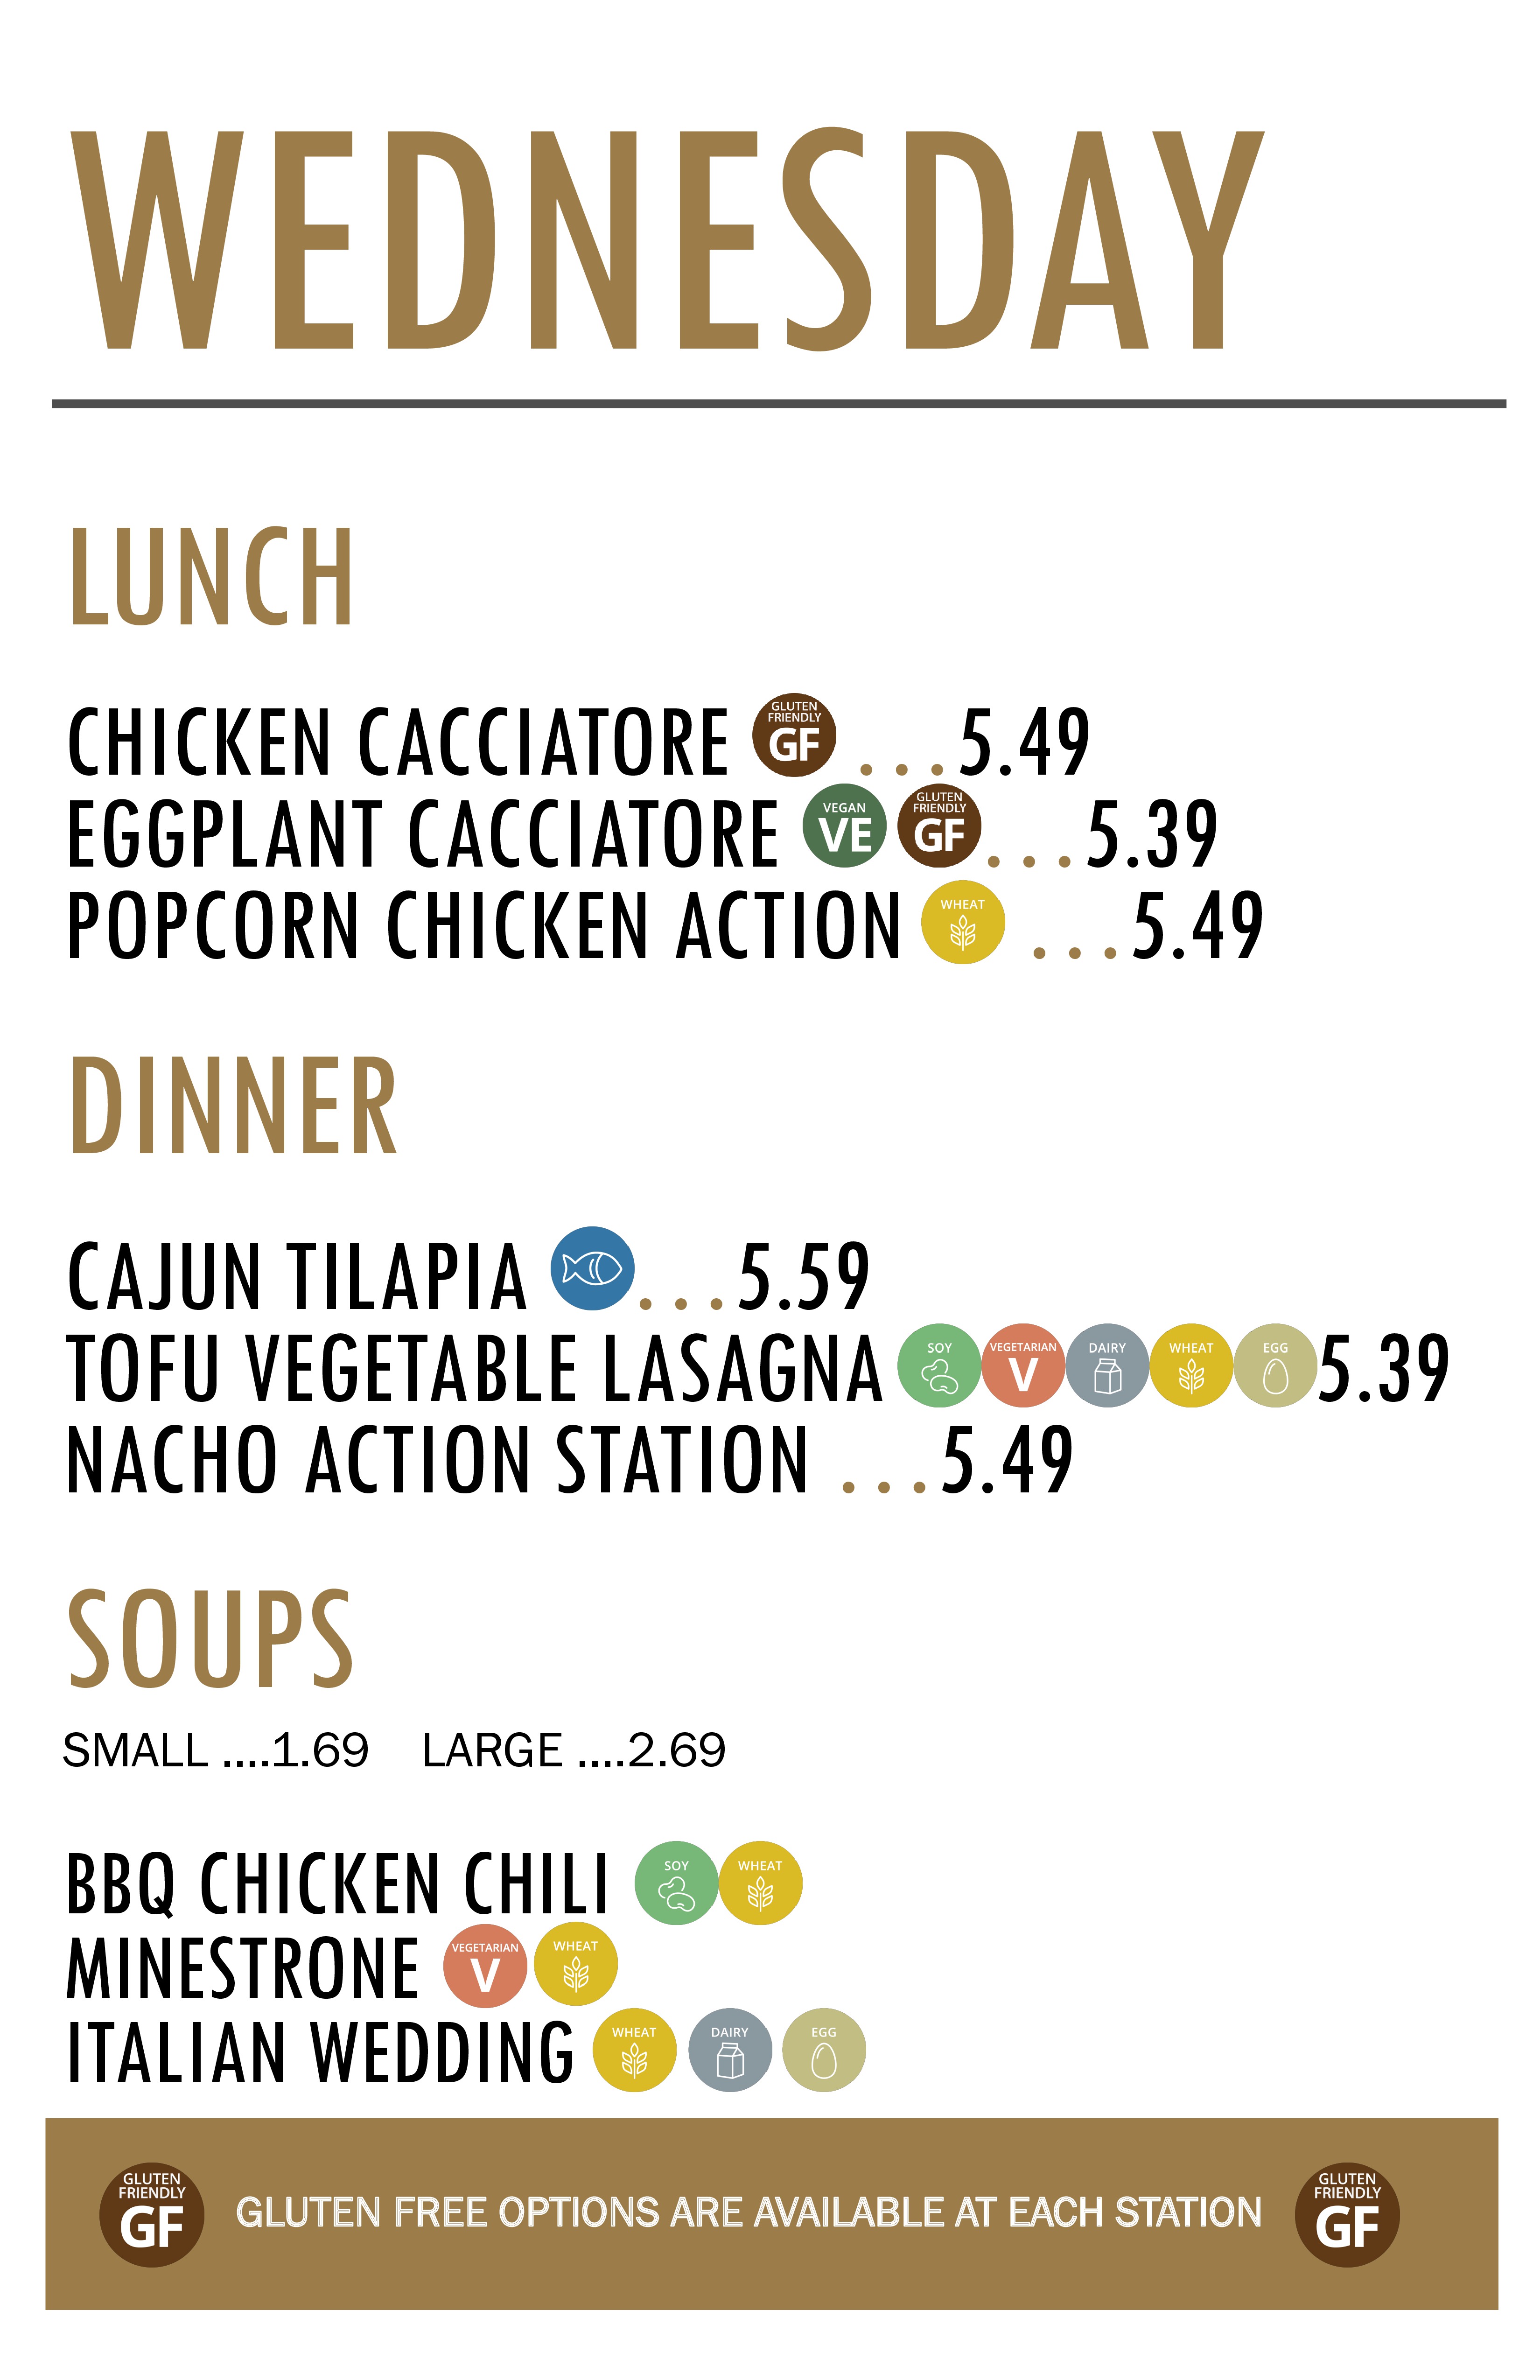 WEDNESDAY
LUNCH
CHICKEN CACCIATORE GLUTEN FRIENDLY GF ...5.49
EGGPLANT CACCIATORE VEGAN VE GLUTEN FRIENDLY GF ...5.39
POPCORN CHICKEN ACTION WHEAT ...5.49
DINNER
CAJUN TILAPIA ...5.59
TOFU VEGETABLE LASAGNA SOY VEGETARIAN V DAIRY WHEAT EGG 5.39
NACHO ACTION STATION ...5.49
SOUPS
SMALL ....1.69 LARGE ....2.69
BBQ CHICKEN CHILI SOY WHEAT
MINESTRONE VEGETARIAN V WHEAT
ITALIAN WEDDING WHEAT DAIRY EGG
GLUTEN FRIENDLY GF GLUTEN FREE OPTIONS ARE AVAILABLE AT EACH STATION GLUTEN FRIENDLY GF